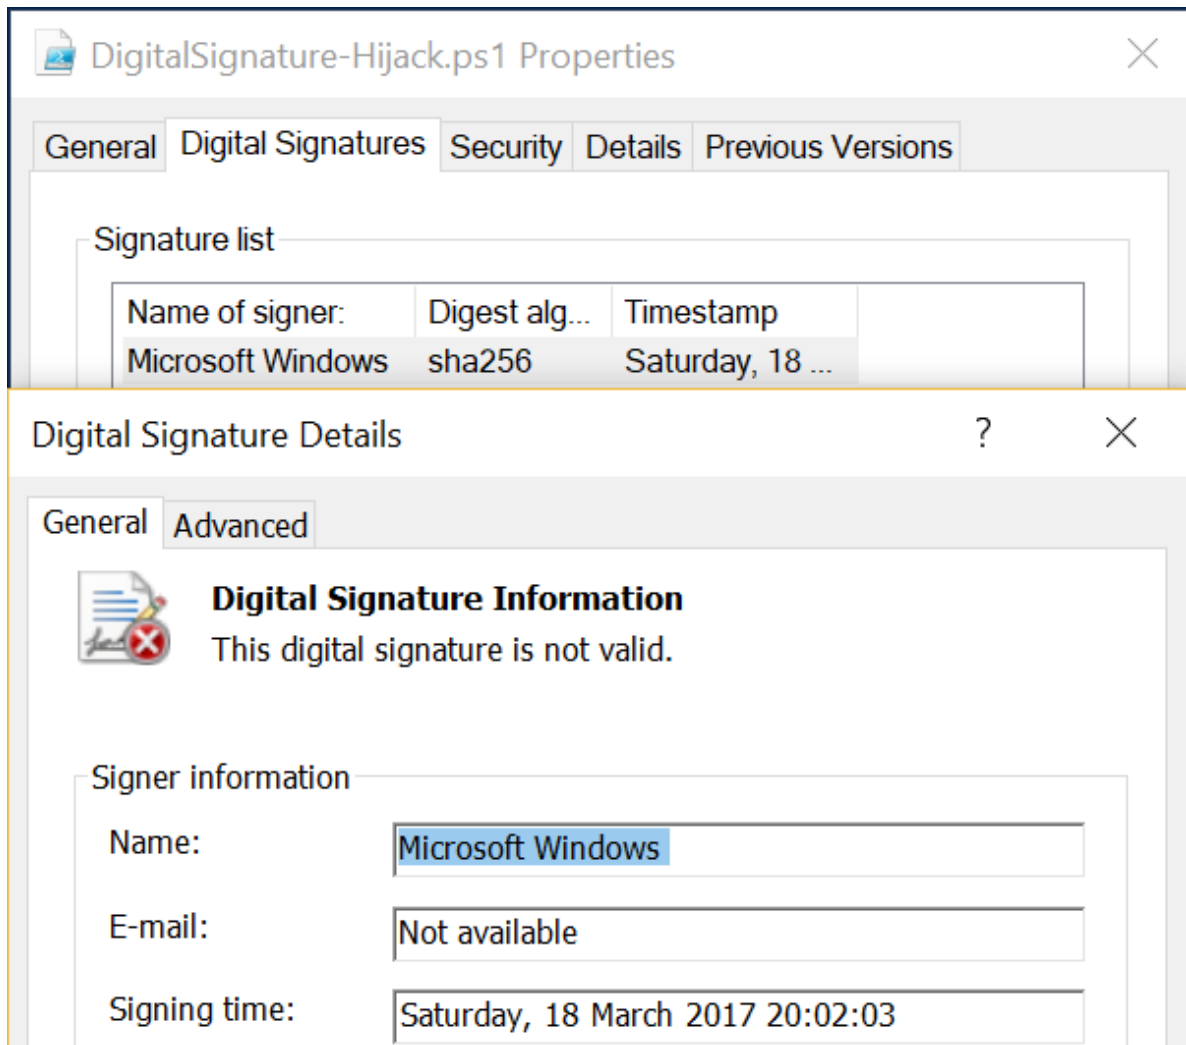 DigitalSignature-Hijack.ps1 Properties
General Digital Signatures Security Details Previous Versions
Signature list
Name of signer: Digest alg... Timestamp
Microsoft Windows sha256 Saturday, 18 ...
Digital Signature Details ?
General Advanced
Digital Signature Information
This digital signature is not valid.
Signer information
Name: Microsoft Windows
E-mail: Not available
Signing time: Saturday, 18 March 2017 20:02:03